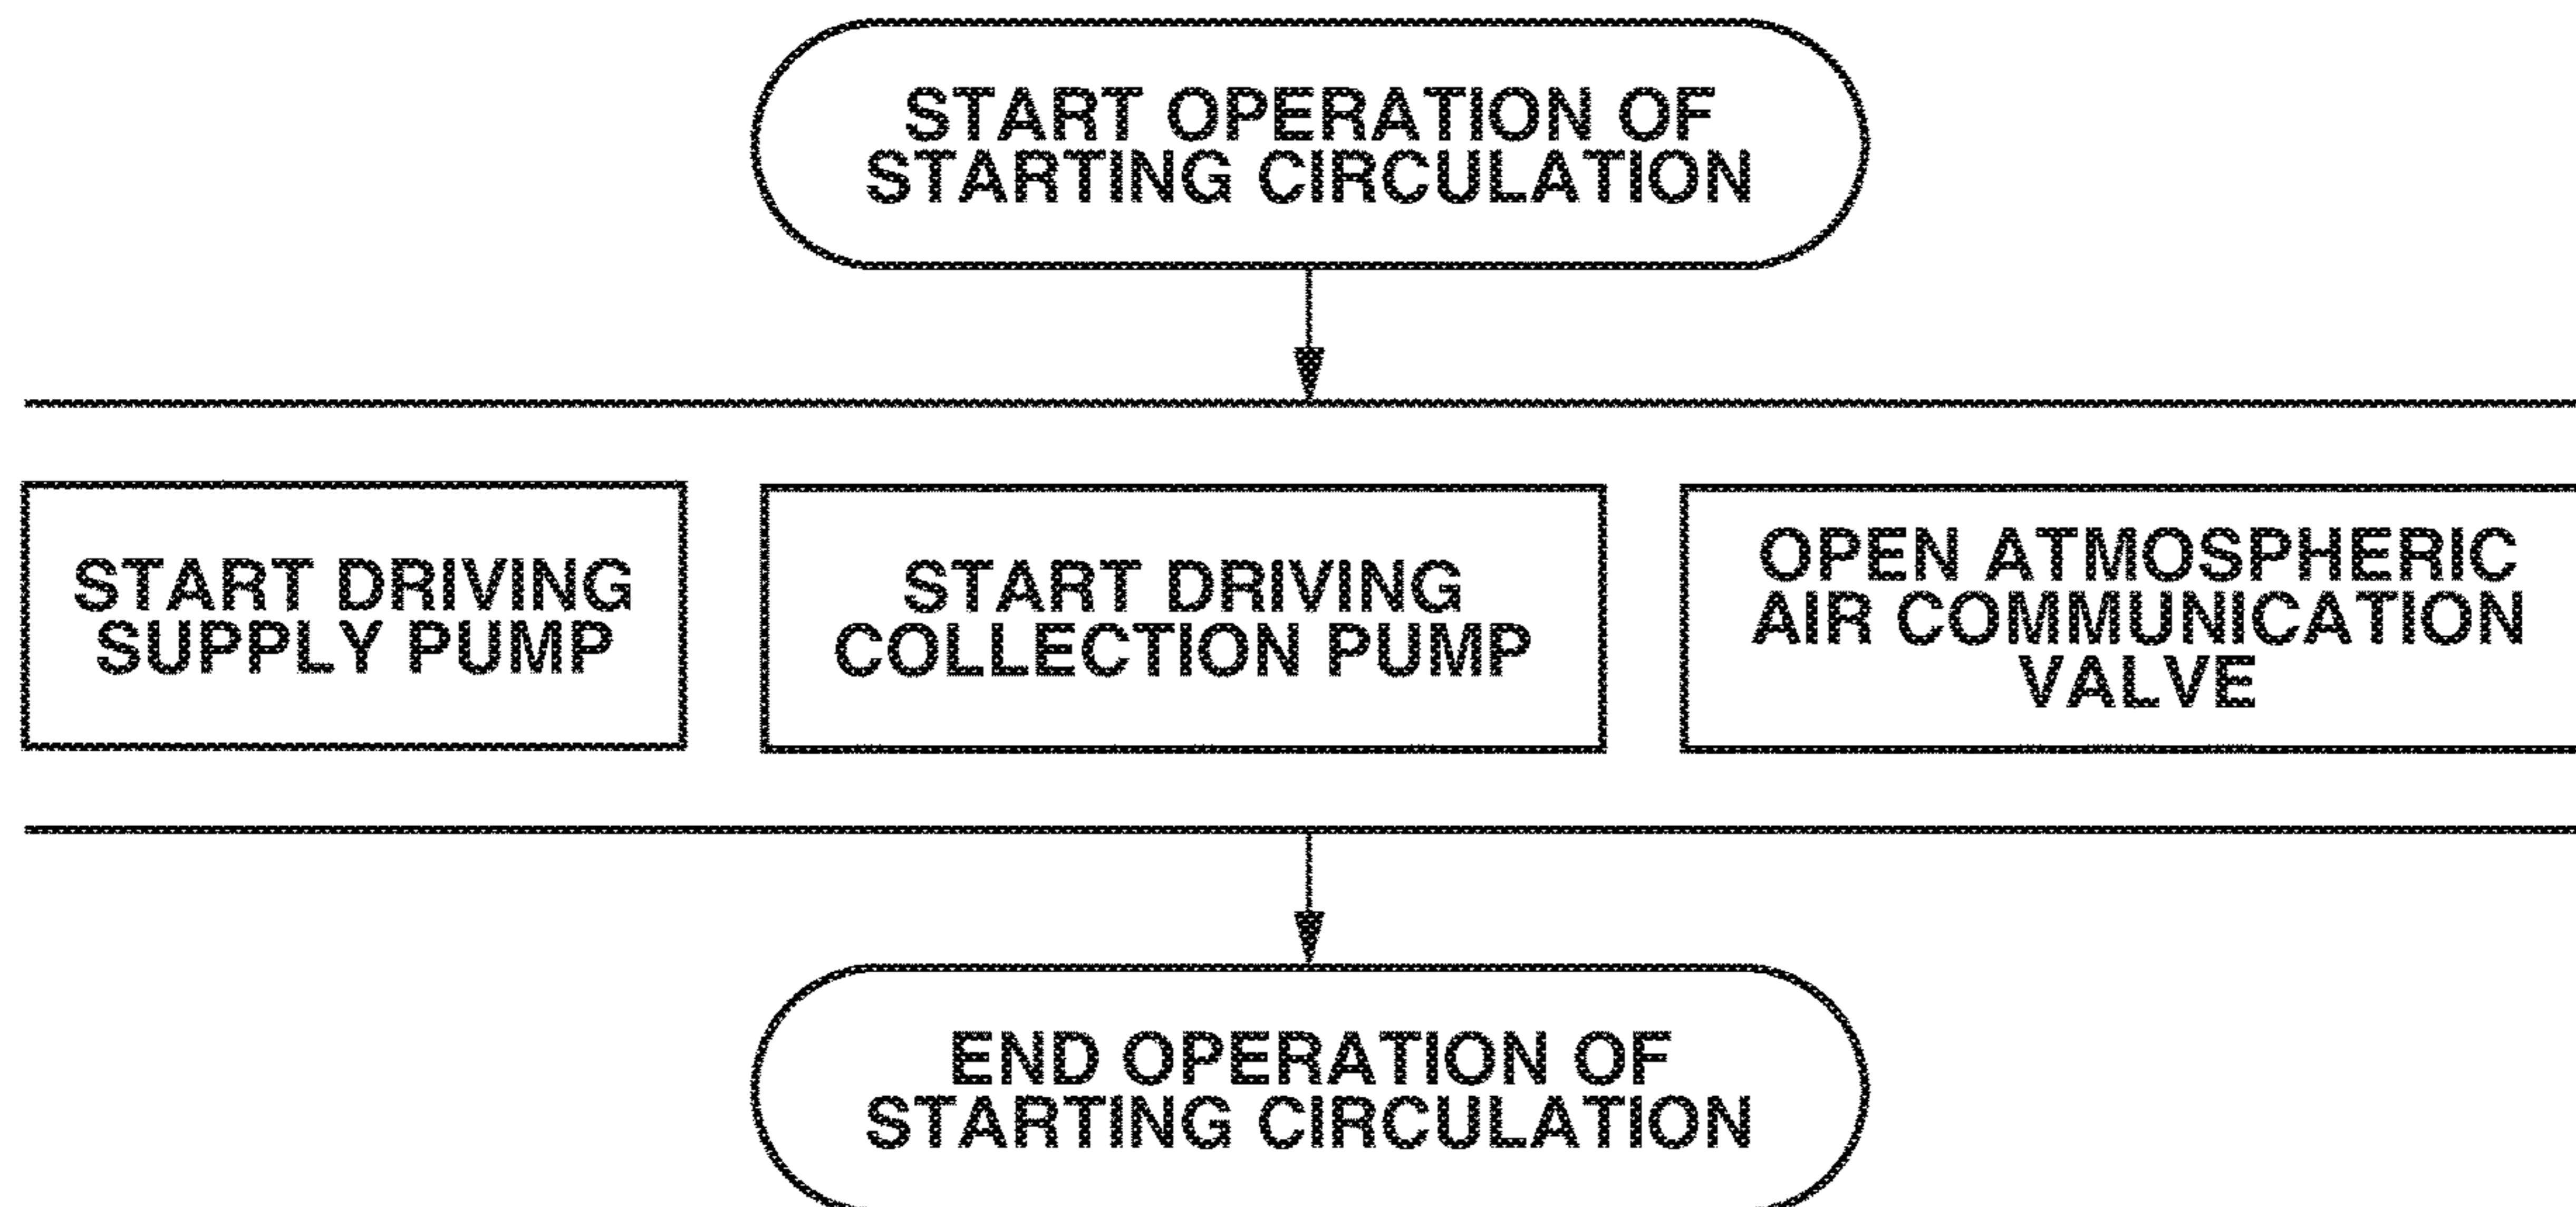 START OPERATION OF
STARTING CIRCULATION
START DRIVING
SUPPLY PUMP
START DRIVING
COLLECTION PUMP
OPEN ATMOSPHERIC
AIR COMMUNICATION
VALVE
END OPERATION OF
STARTING CIRCULATION